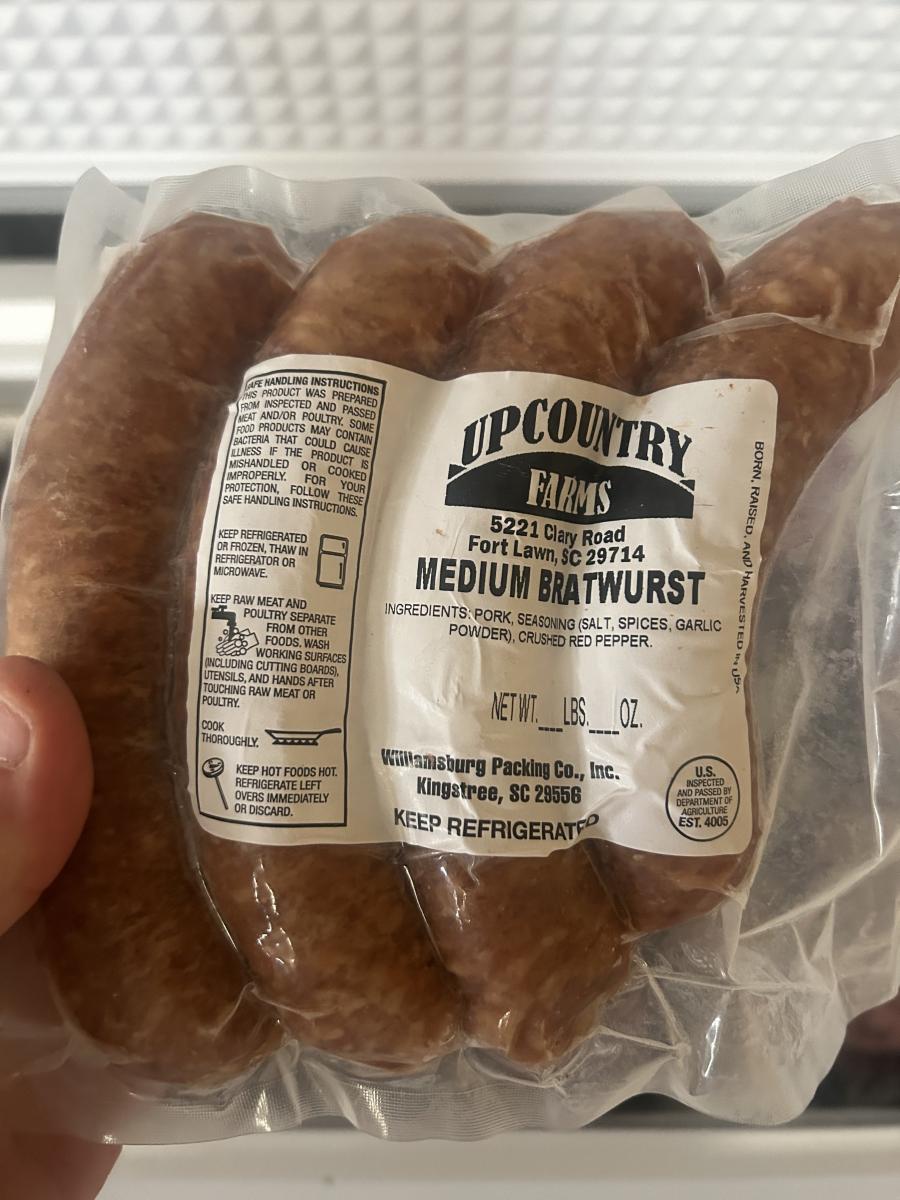 SAFE HANDLING INSTRUCTIONS
THIS PRODUCT WAS PREPARED
FROM INSPECTED AND PASSED
MEAT AND/OR POULTRY. SOME
FOOD PRODUCTS MAY CONTAIN
BACTERIA THAT COULD CAUSE
ILLNESS IF THE PRODUCT IS
MISHANDLED OR COOKED
IMPROPERLY. FOR YOUR
PROTECTION, FOLLOW THESE
SAFE HANDLING INSTRUCTIONS.
KEEP REFRIGERATED
OR FROZEN, THAW IN
REFRIGERATOR OR
MICROWAVE.
KEEP RAW MEAT AND
POULTRY SEPARATE
FROM OTHER
FOODS. WASH
WORKING SURFACES
(INCLUDING CUTTING BOARDS),
UTENSILS, AND HANDS AFTER
TOUCHING RAW MEAT OR
POULTRY.
COOK
THOROUGHLY.
KEEP HOT FOODS HOT.
REFRIGERATE LEFT
OVERS IMMEDIATELY
OR DISCARD.
UPCOUNTRY
FARMS
5221 Clary Road
Fort Lawn, SC 29714
MEDIUM BRATWURST
INGREDIENTS: PORK, SEASONING (SALT, SPICES, GARLIC
POWDER), CRUSHED RED PEPPER.
NET WT.___LBS.___OZ.
Williamsburg Packing Co., Inc.
Kingstree, SC 29556
KEEP REFRIGERATED
BORN, RAISED, AND HARVESTED IN USA
U.S.
INSPECTED
AND PASSED BY
DEPARTMENT OF
AGRICULTURE
EST. 4005